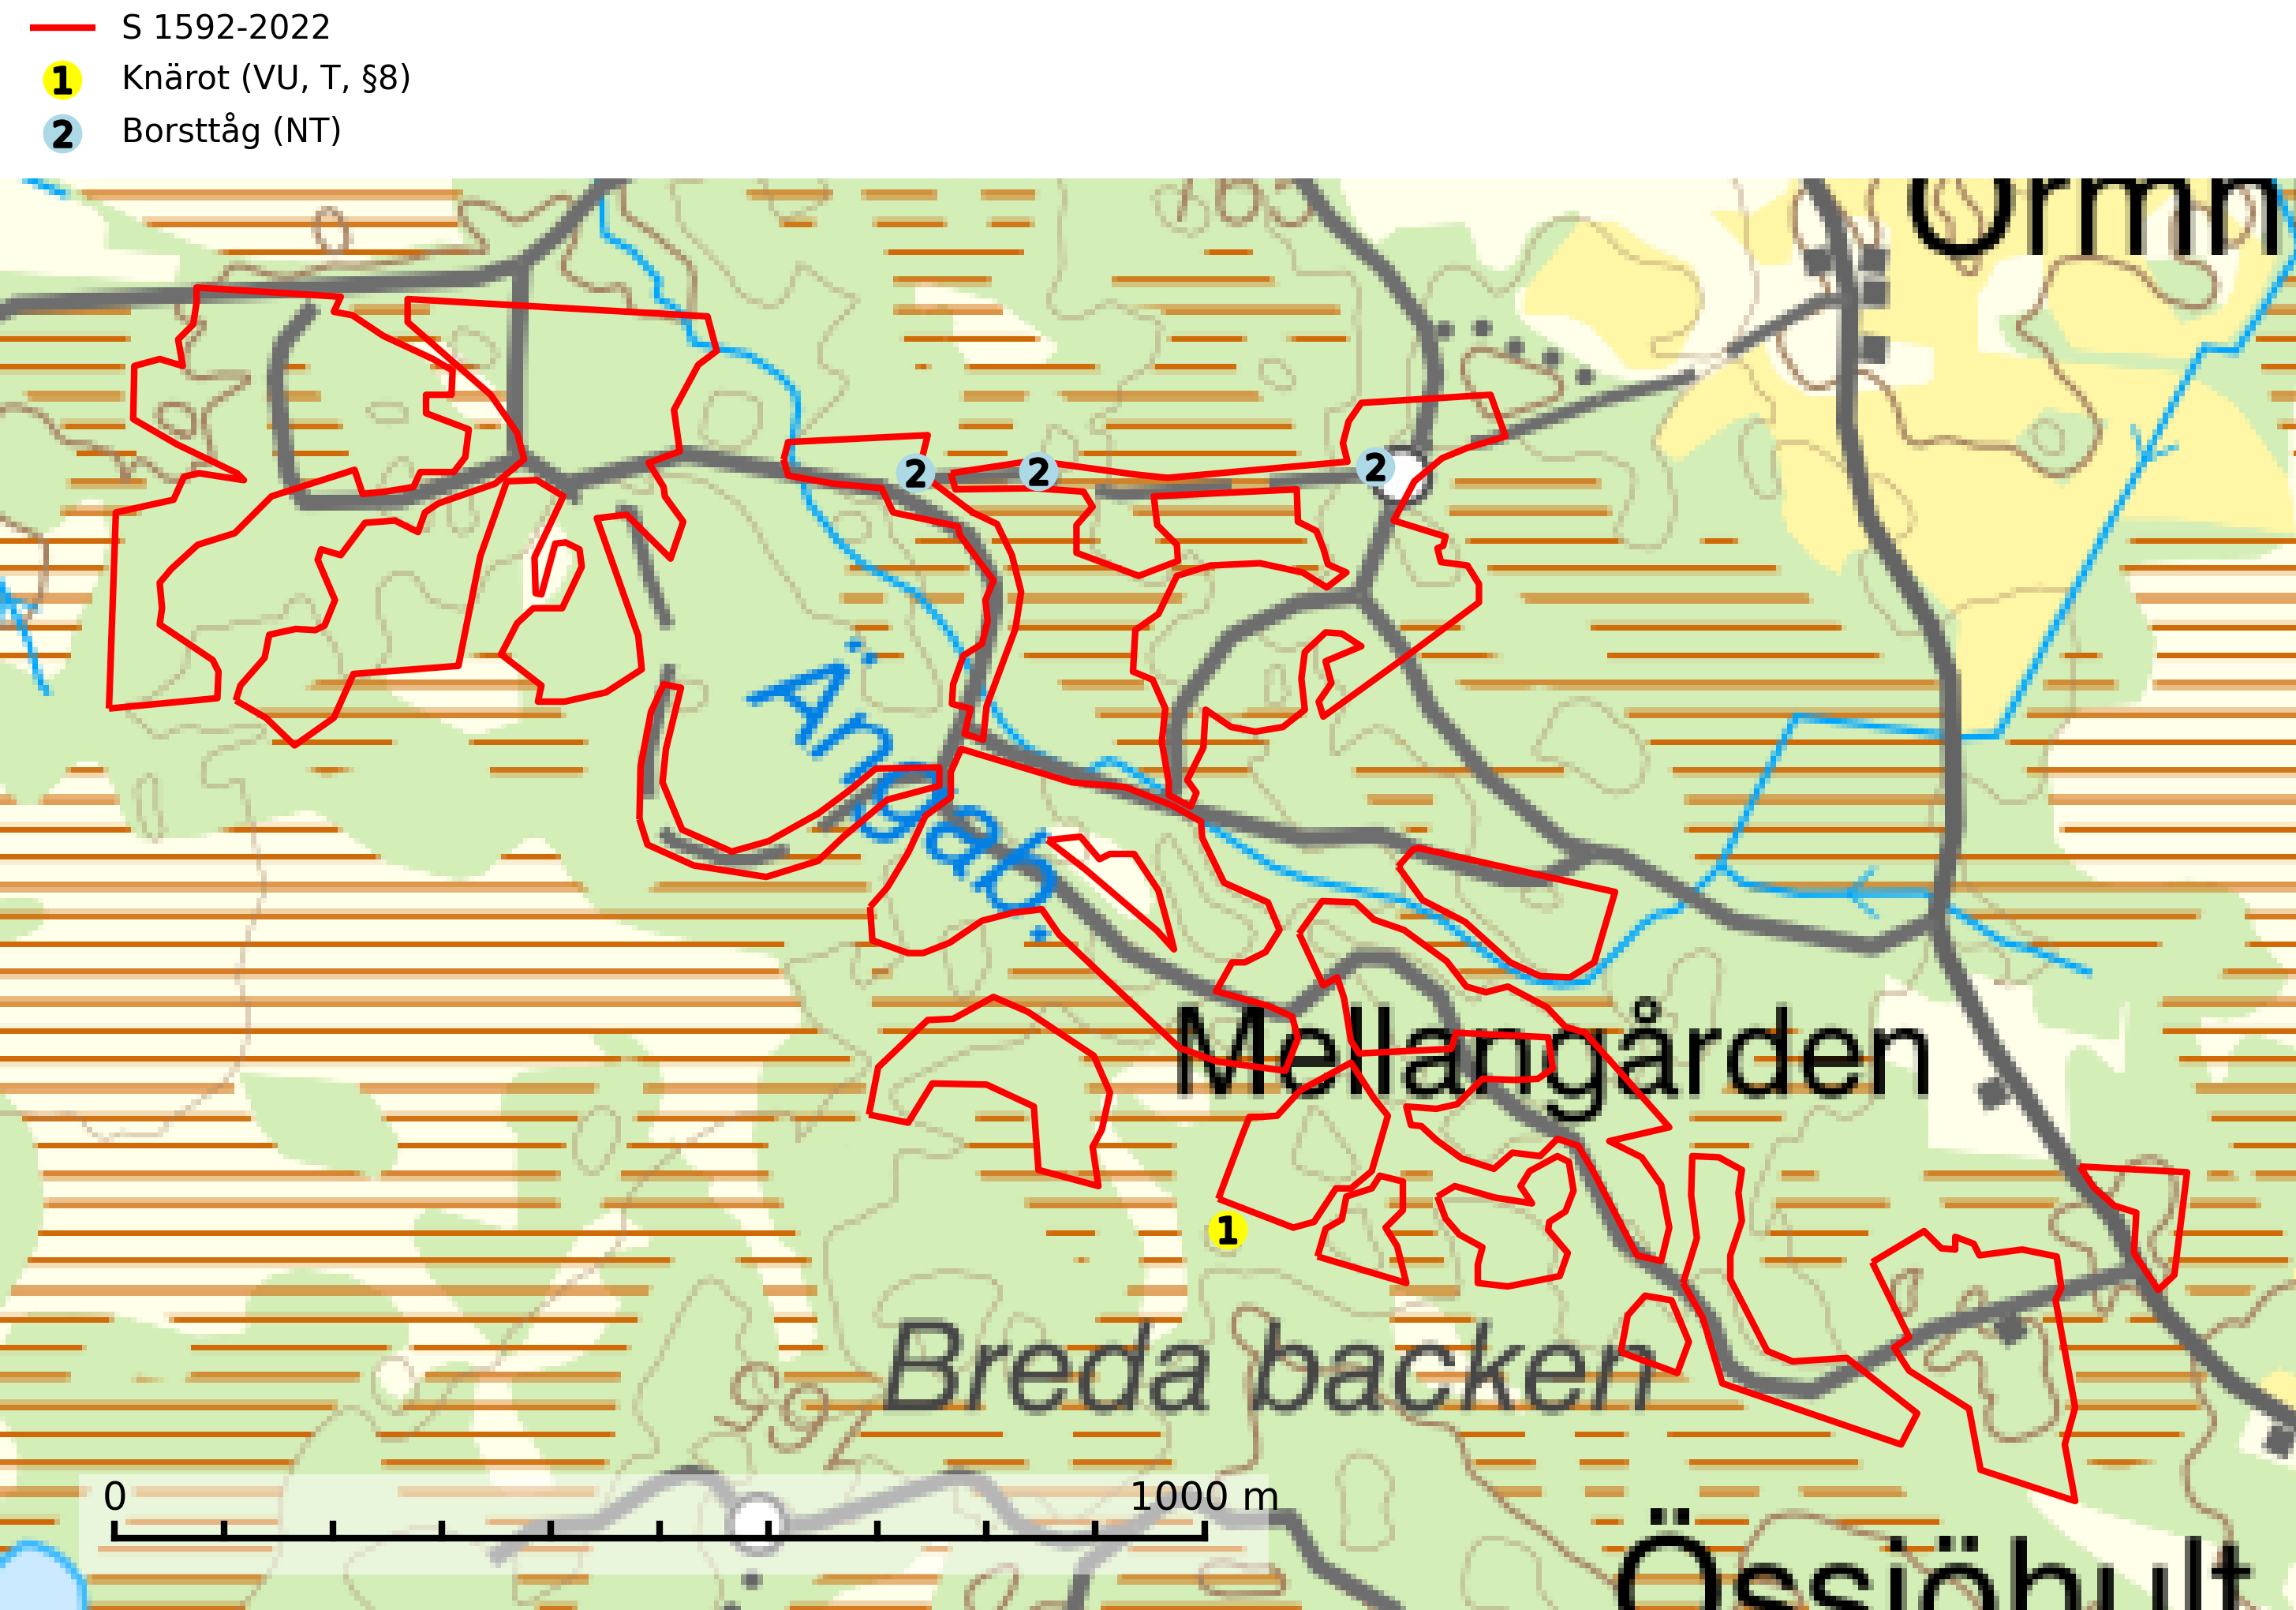 S 1592-2022
1 Knärot (VU, T, §8)
2 Borsttåg (NT)
Ormh
2
2
2
Ängab.
Mellangården
1
Breda backen
0
1000 m
Össjöhult